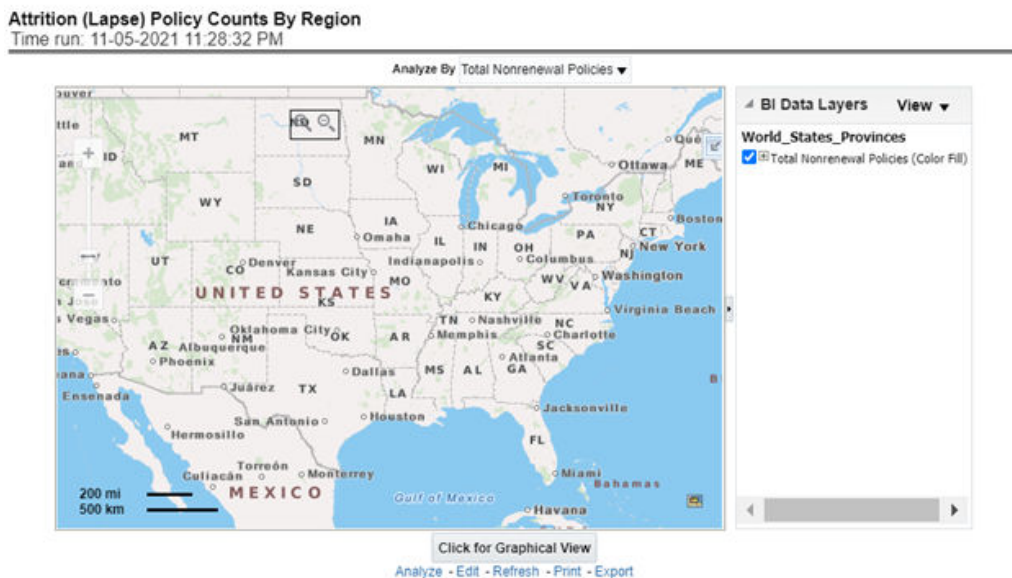 Attrition (Lapse) Policy Counts By Region
Time run: 11-05-2021 11:28:32 PM
Analyze By Total Nonrenewal Policies
BI Data Layers View
World_States_Provinces
Total Nonrenewal Policies (Color Fill)
ouver
ttle
MT
ND
MN
Qué
ID
WI
MI
Ottawa
ME
SD
WY
Toronto
NY
Boston
IA
Chicago
NE
Omaha
PA
CT
IL
IN
OH
NJ
New York
UT
Denver
Indianapolis
Columbus
CO
Kansas City
Washington
MO
WV
VA
UNITED STATES
KS
KY
Virginia Beach
s Vegas
TN
Nashville
NC
Oklahoma City
OK
AR
Memphis
Charlotte
AZ
Albuquerque
NM
SC
Phoenix
Atlanta
Dallas
MS
AL
GA
Juárez
TX
LA
Ensenada
Jacksonville
San Antonio
Houston
Hermosillo
FL
Torreón
Culiacán
Monterrey
Miami
Bahamas
200 mi
MEXICO
Gulf of Mexico
500 km
Havana
Click for Graphical View
Analyze - Edit - Refresh - Print - Export